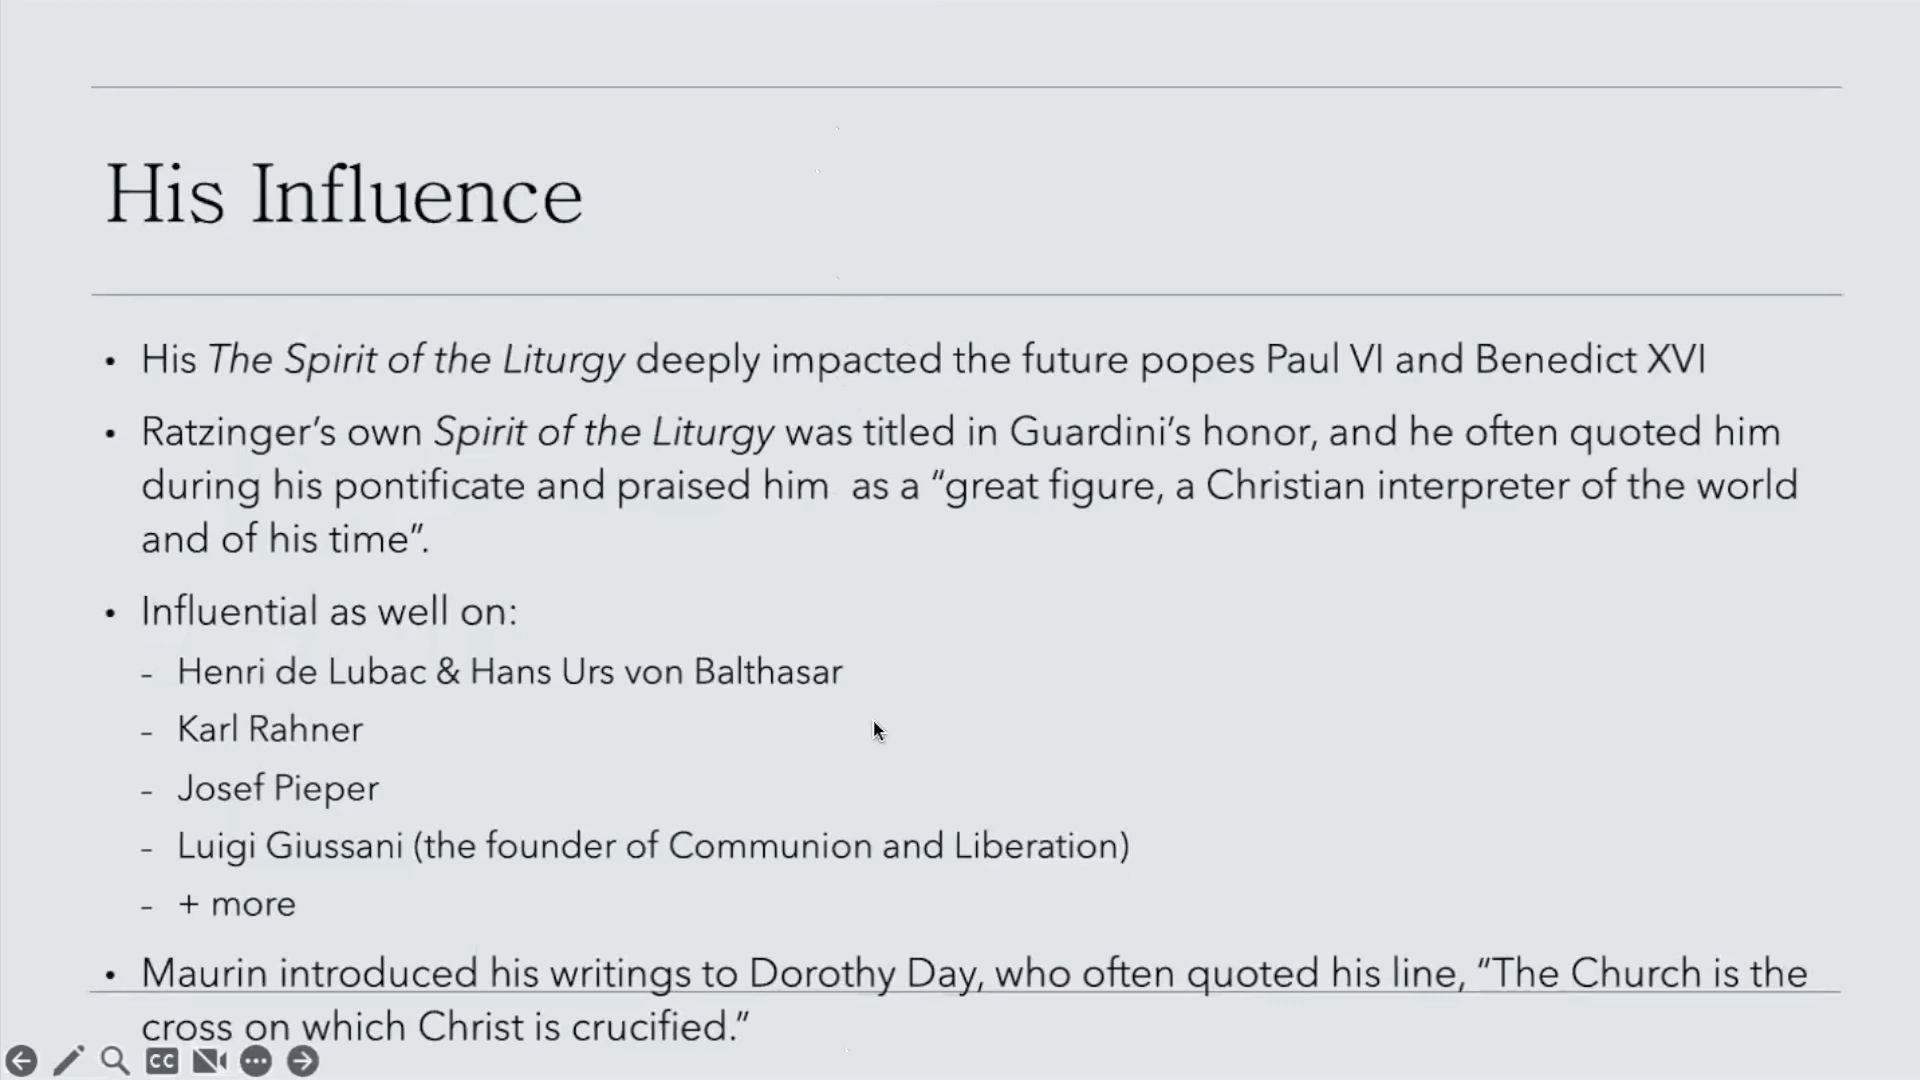 His Influence
• His The Spirit of the Liturgy deeply impacted the future popes Paul VI and Benedict XVI
• Ratzinger’s own Spirit of the Liturgy was titled in Guardini’s honor, and he often quoted him
during his pontificate and praised him  as a “great figure, a Christian interpreter of the world
and of his time”.
• Influential as well on:
- Henri de Lubac & Hans Urs von Balthasar
- Karl Rahner
- Josef Pieper
- Luigi Giussani (the founder of Communion and Liberation)
- + more
• Maurin introduced his writings to Dorothy Day, who often quoted his line, “The Church is the
cross on which Christ is crucified.”
CC